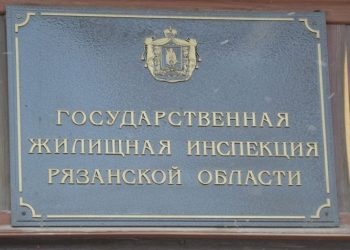 ГОСУДАРСТВЕННАЯ
ЖИЛИЩНАЯ ИНСПЕКЦИЯ
РЯЗАНСКОЙ ОБЛАСТИ